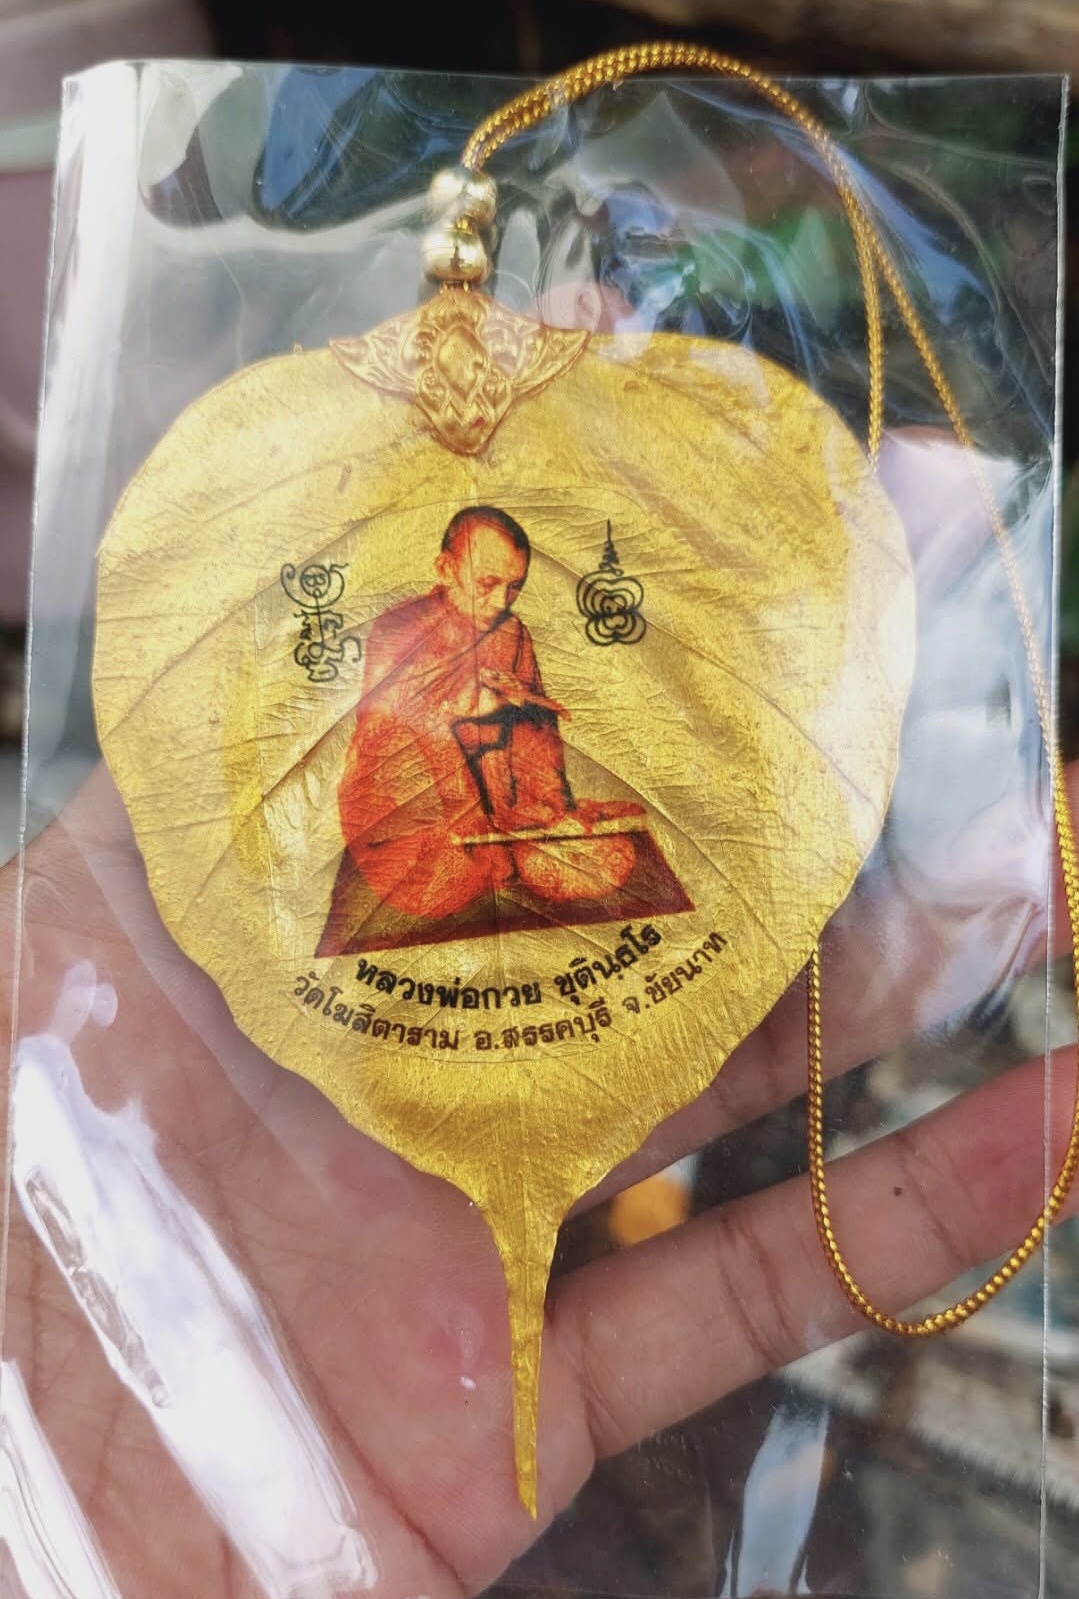 หลวงพ่อกวย ชุตินฺธโร
วัดโฆสิตาราม อ.สรรคบุรี จ.ชัยนาท